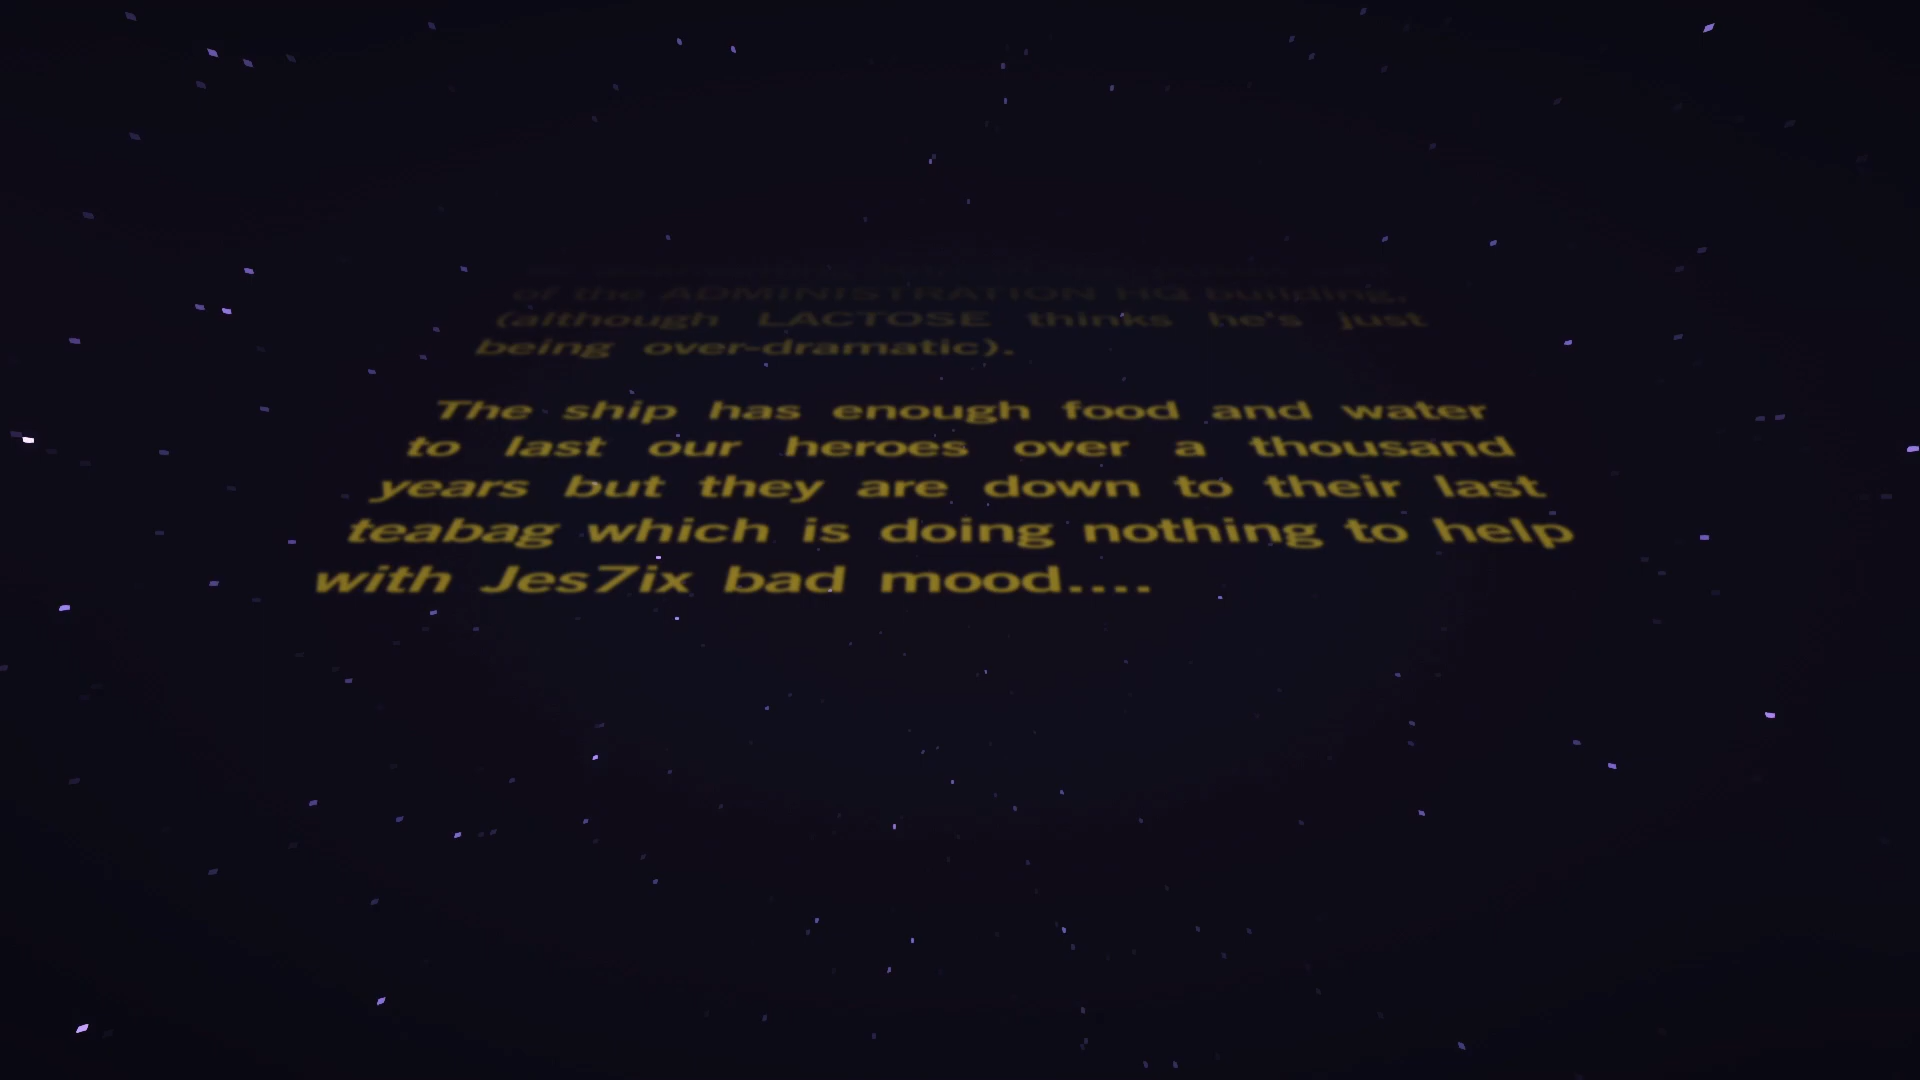 of the ADMINISTRATION HQ building,
(although LACTOSE thinks he's just
being over-dramatic).
The ship has enough food and water
to last our heroes over a thousand
years but they are down to their last
teabag which is doing nothing to help
with Jes7ix bad mood....